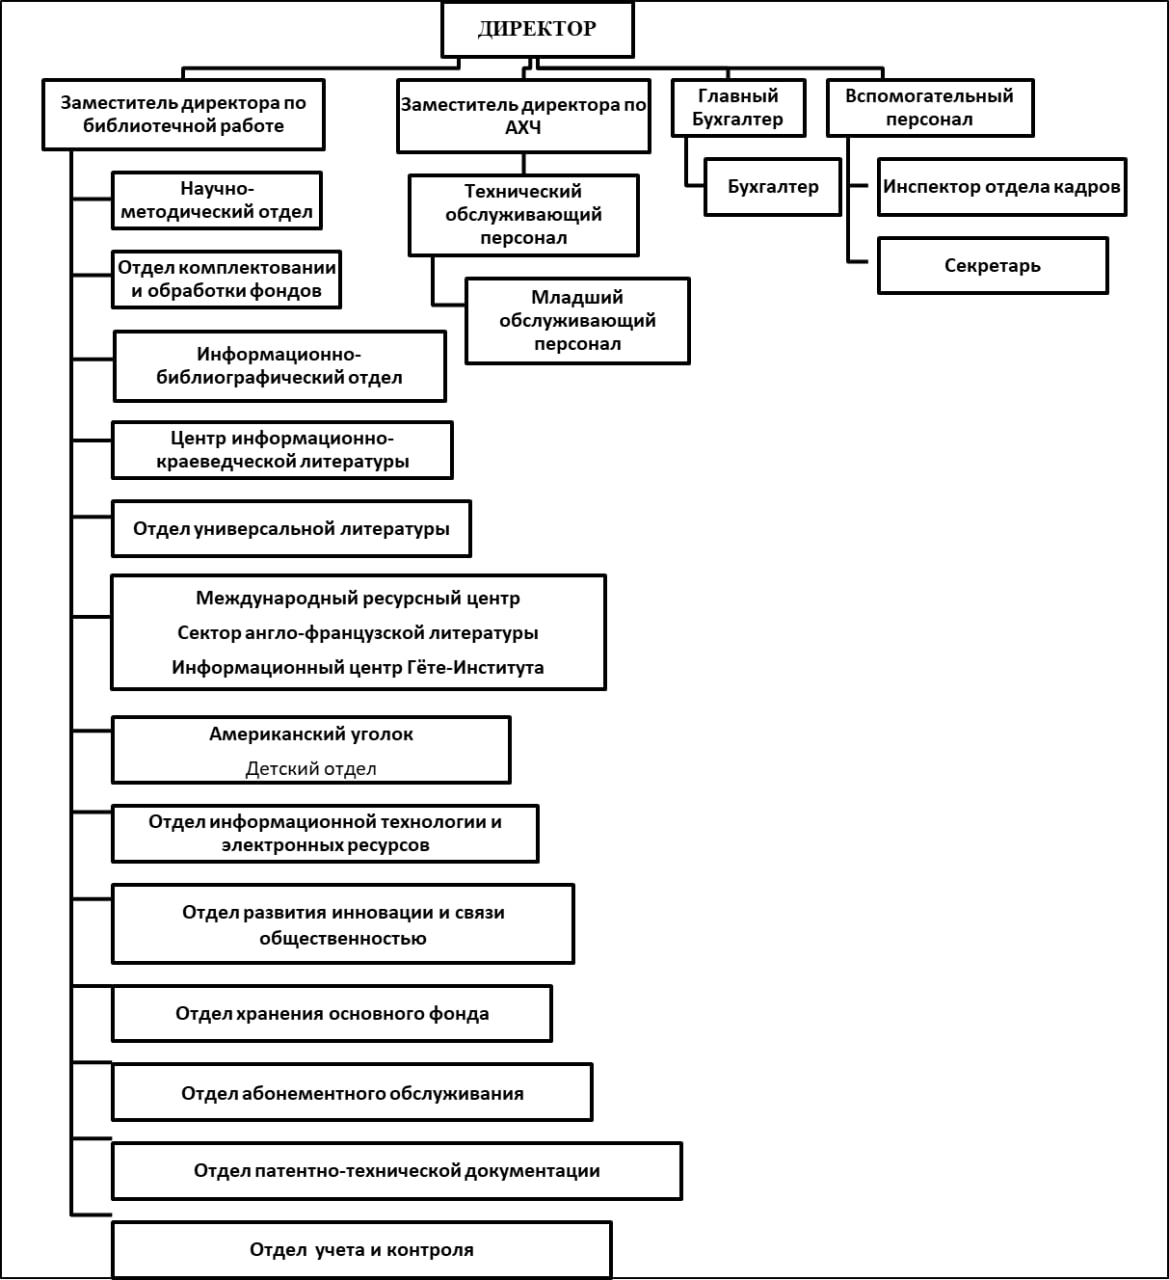 ДИРЕКТОР
Заместитель директора по
библиотечной работе
Заместитель директора по
АХЧ
Главный
Бухгалтер
Вспомогательный
персонал
Научно-
методический отдел
Технический
обслуживающий
персонал
Бухгалтер
Инспектор отдела кадров
Секретарь
Отдел комплектовании
и обработки фондов
Младший
обслуживающий
персонал
Информационно-
библиографический отдел
Центр информационно-
краеведческой литературы
Отдел универсальной литературы
Международный ресурсный центр
Сектор англо-французской литературы
Информационный центр Гёте-Института
Американский уголок
Детский отдел
Отдел информационной технологии и
электронных ресурсов
Отдел развития инновации и связи
общественностью
Отдел хранения основного фонда
Отдел абонементного обслуживания
Отдел патентно-технической документации
Отдел учета и контроля